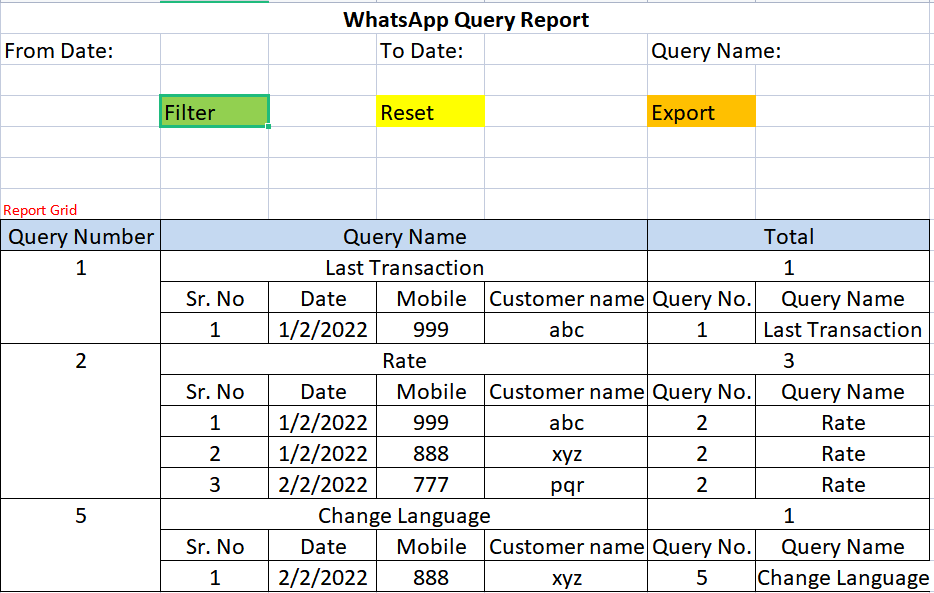 WhatsApp Query Report
From Date: To Date: Query Name:
Filter Reset Export
Report Grid
Query Number Query Name Total
1 Last Transaction 1
Sr. No Date Mobile Customer name Query No. Query Name
1 1/2/2022 999 abc 1 Last Transaction
2 Rate 3
Sr. No Date Mobile Customer name Query No. Query Name
1 1/2/2022 999 abc 2 Rate
2 1/2/2022 888 xyz 2 Rate
3 2/2/2022 777 pqr 2 Rate
5 Change Language 1
Sr. No Date Mobile Customer name Query No. Query Name
1 2/2/2022 888 xyz 5 Change Language